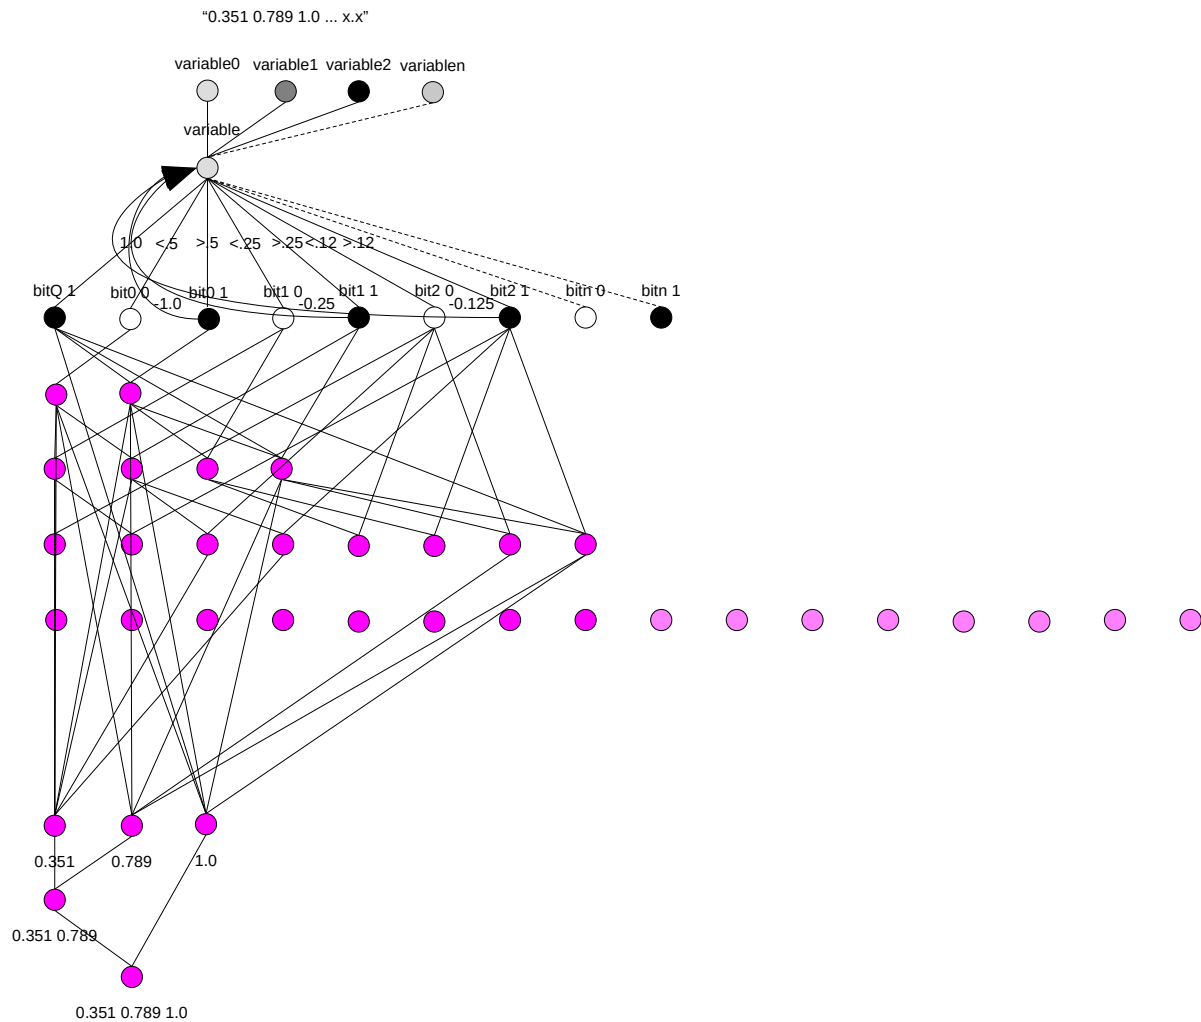 “0.351 0.789 1.0 ... x.x”
variable0 variable1 variable2 variablen
variable
1.0 <.5 >.5 <.25 >.25 <.12 >.12
bitQ 1 bit0 0 bit0 1 bit1 0 bit1 1 bit2 0 bit2 1 bitn 0 bitn 1
-1.0 -0.25 -0.125
0.351 0.789 1.0
0.351 0.789
0.351 0.789 1.0